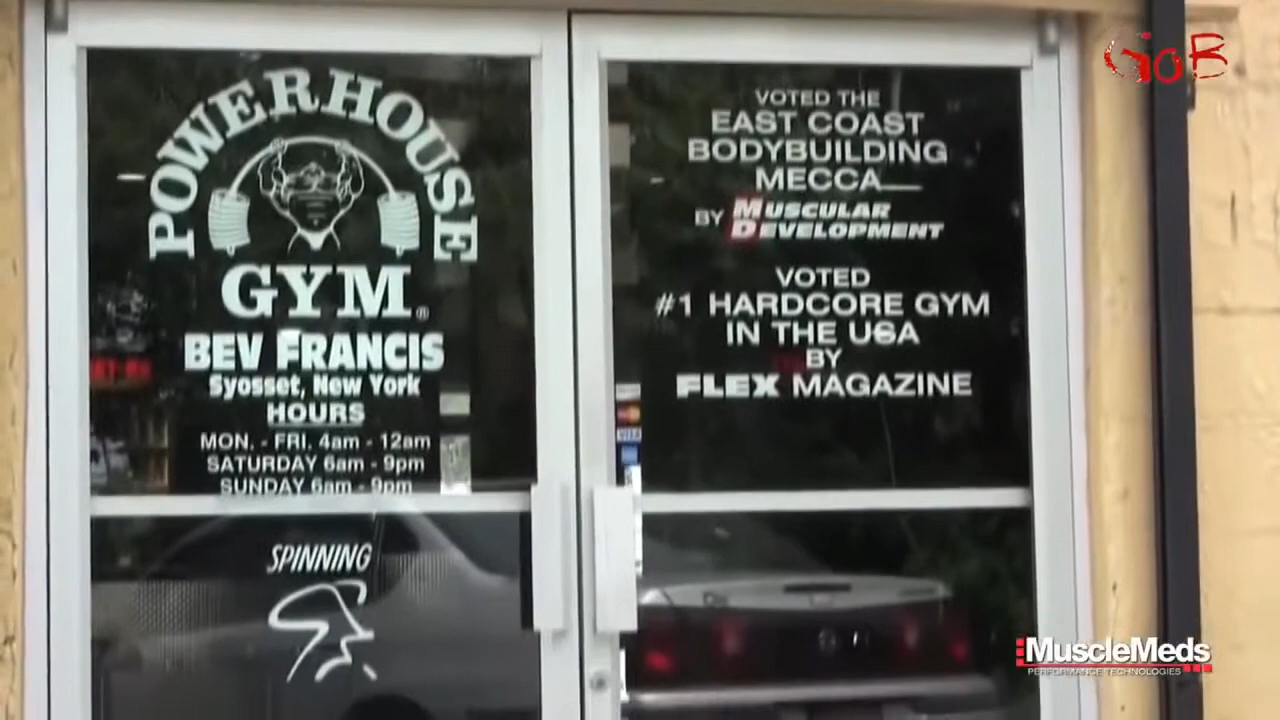 POWERHOUSE
GYM®
BEV FRANCIS
Syosset, New York
HOURS
MON. - FRI. 4am - 12am
SATURDAY 6am - 9pm
SUNDAY 6am - 9pm
SPINNING
VOTED THE
EAST COAST
BODYBUILDING
MECCA
BY MUSCULAR
DEVELOPMENT
VOTED
#1 HARDCORE GYM
IN THE USA
BY
FLEX MAGAZINE
VISA
GOB
MuscleMeds
PERFORMANCE TECHNOLOGIES